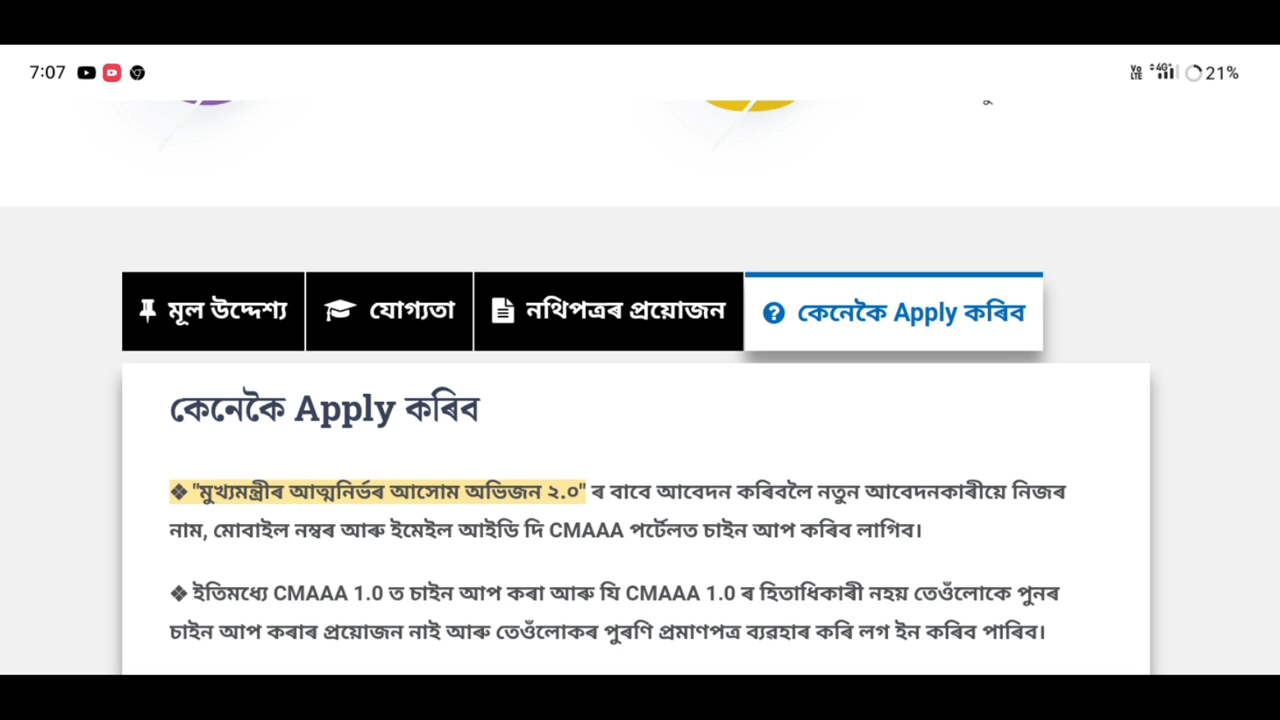 7:07 Vo LTE 4G+ 21%
মূল উদ্দেশ্য যোগ্যতা নথিপত্ৰৰ প্ৰয়োজন কেনেকৈ Apply কৰিব
কেনেকৈ Apply কৰিব
❖ "মুখ্যমন্ত্ৰীৰ আত্মনিৰ্ভৰ আসোম অভিজন ২.০" ৰ বাবে আবেদন কৰিবলৈ নতুন আবেদনকাৰীয়ে নিজৰ
নাম, মোবাইল নম্বৰ আৰু ইমেইল আইডি দি CMAAA পৰ্টেলত চাইন আপ কৰিব লাগিব।
❖ ইতিমধ্যে CMAAA 1.0 ত চাইন আপ কৰা আৰু যি CMAAA 1.0 ৰ হিতাধিকাৰী নহয় তেওঁলোকে পুনৰ
চাইন আপ কৰাৰ প্ৰয়োজন নাই আৰু তেওঁলোকৰ পুৰণি প্ৰমাণপত্ৰ ব্যৱহাৰ কৰি লগ ইন কৰিব পাৰিব।